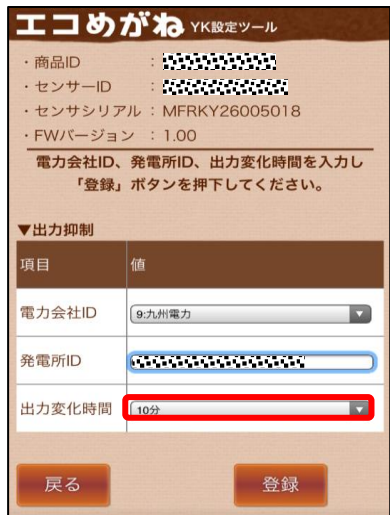 エコめがね YK設定ツール
・商品ID :
・センサーID :
・センサシリアル : MFRKY26005018
・FWバージョン : 1.00
電力会社ID、発電所ID、出力変化時間を入力し
「登録」ボタンを押下してください。
▼出力抑制
項目 値
電力会社ID 9:九州電力
発電所ID
出力変化時間 10分
戻る 登録